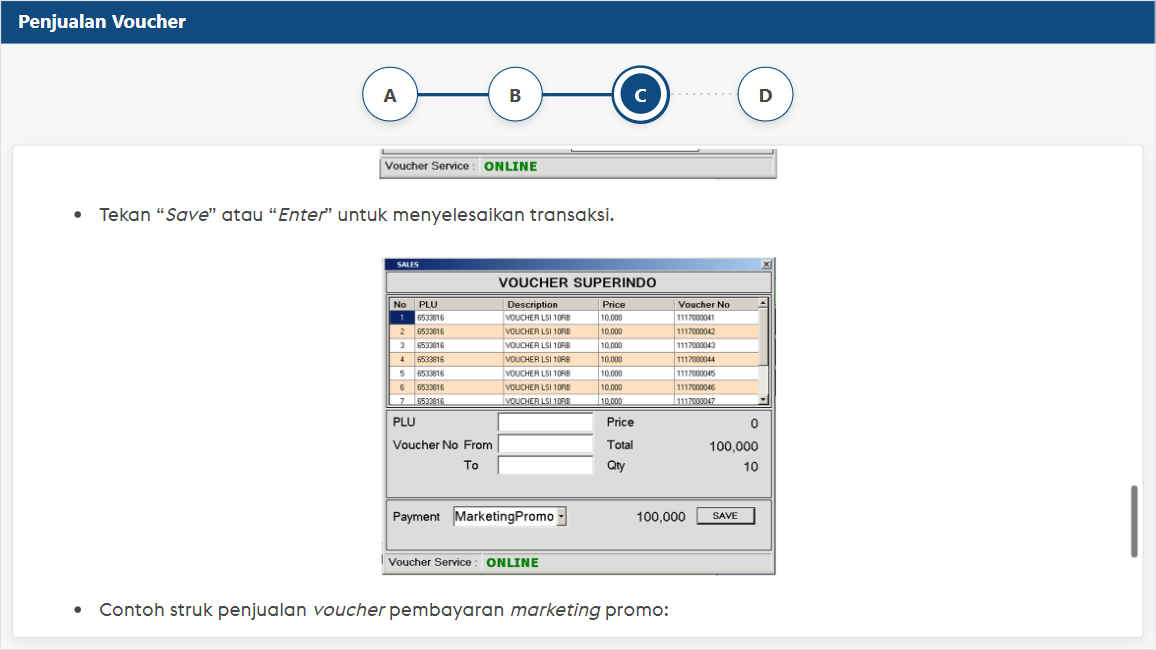 Penjualan Voucher
A B C D
Voucher Service : ONLINE
• Tekan “Save” atau “Enter” untuk menyelesaikan transaksi.
SALES
VOUCHER SUPERINDO
No PLU Description Price Voucher No
1 6533816 VOUCHER LSI 10RB 10,000 1117000041
2 6533816 VOUCHER LSI 10RB 10,000 1117000042
3 6533816 VOUCHER LSI 10RB 10,000 1117000043
4 6533816 VOUCHER LSI 10RB 10,000 1117000044
5 6533816 VOUCHER LSI 10RB 10,000 1117000045
6 6533816 VOUCHER LSI 10RB 10,000 1117000046
7 6533816 VOUCHER LSI 10RB 10,000 1117000047
PLU Price 0
Voucher No From Total 100,000
To Qty 10
Payment MarketingPromo 100,000 SAVE
Voucher Service : ONLINE
• Contoh struk penjualan voucher pembayaran marketing promo: